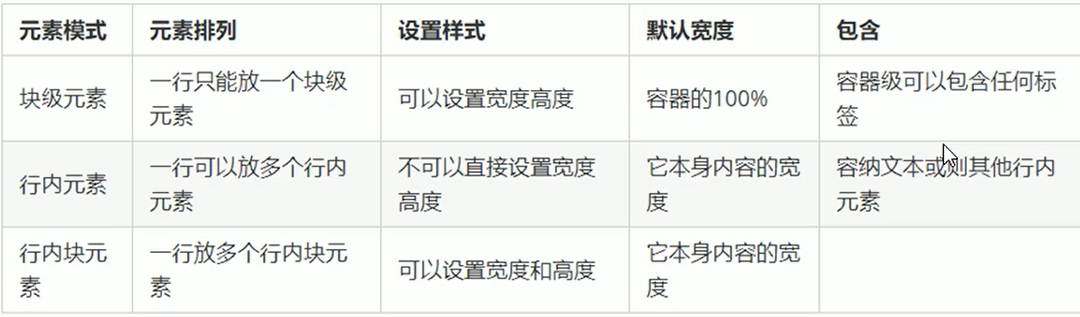 元素模式 元素排列 设置样式 默认宽度 包含
块级元素 一行只能放一个块级元素 可以设置宽度高度 容器的100% 容器级可以包含任何标签
行内元素 一行可以放多个行内元素 不可以直接设置宽度高度 它本身内容的宽度 容纳文本或则其他行内元素
行内块元素 一行放多个行内块元素 可以设置宽度和高度 它本身内容的宽度